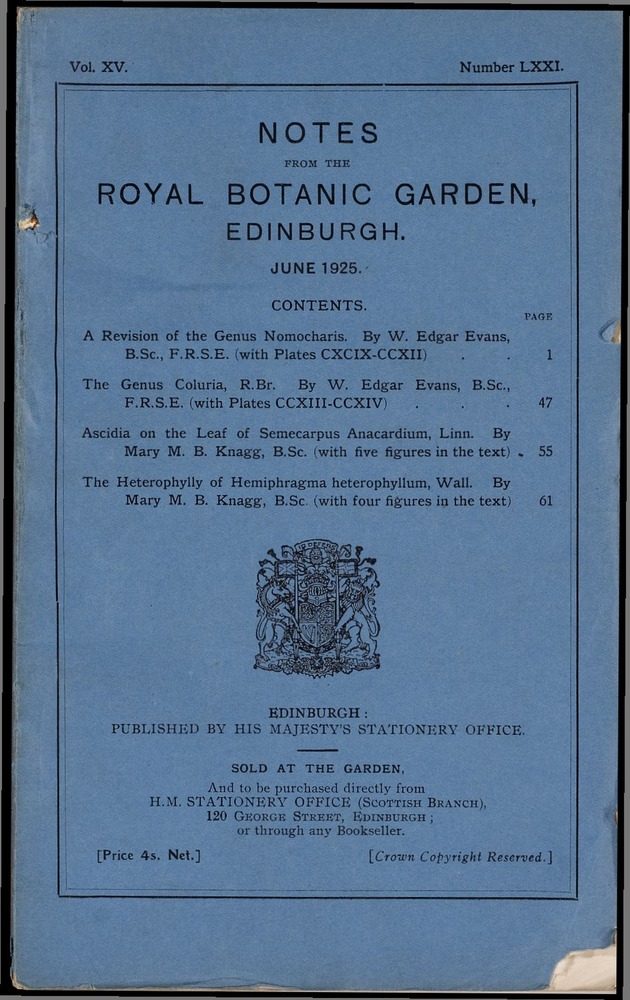 Vol. XV. Number LXXI.
NOTES
FROM THE
ROYAL BOTANIC GARDEN,
EDINBURGH.
JUNE 1925.
CONTENTS.
PAGE
A Revision of the Genus Nomocharis. By W. Edgar Evans,
B.Sc., F.R.S.E. (with Plates CXCIX-CCXII) . . 1
The Genus Coluria, R.Br. By W. Edgar Evans, B.Sc.,
F.R.S.E. (with Plates CCXIII-CCXIV) . . . 47
Ascidia on the Leaf of Semecarpus Anacardium, Linn. By
Mary M. B. Knagg, B.Sc. (with five figures in the text) . 55
The Heterophylly of Hemiphragma heterophyllum, Wall. By
Mary M. B. Knagg, B.Sc. (with four figures in the text) 61
EDINBURGH:
PUBLISHED BY HIS MAJESTY'S STATIONERY OFFICE.
SOLD AT THE GARDEN,
And to be purchased directly from
H.M. STATIONERY OFFICE (SCOTTISH BRANCH),
120 GEORGE STREET, EDINBURGH;
or through any Bookseller.
[Price 4s. Net.] [Crown Copyright Reserved.]